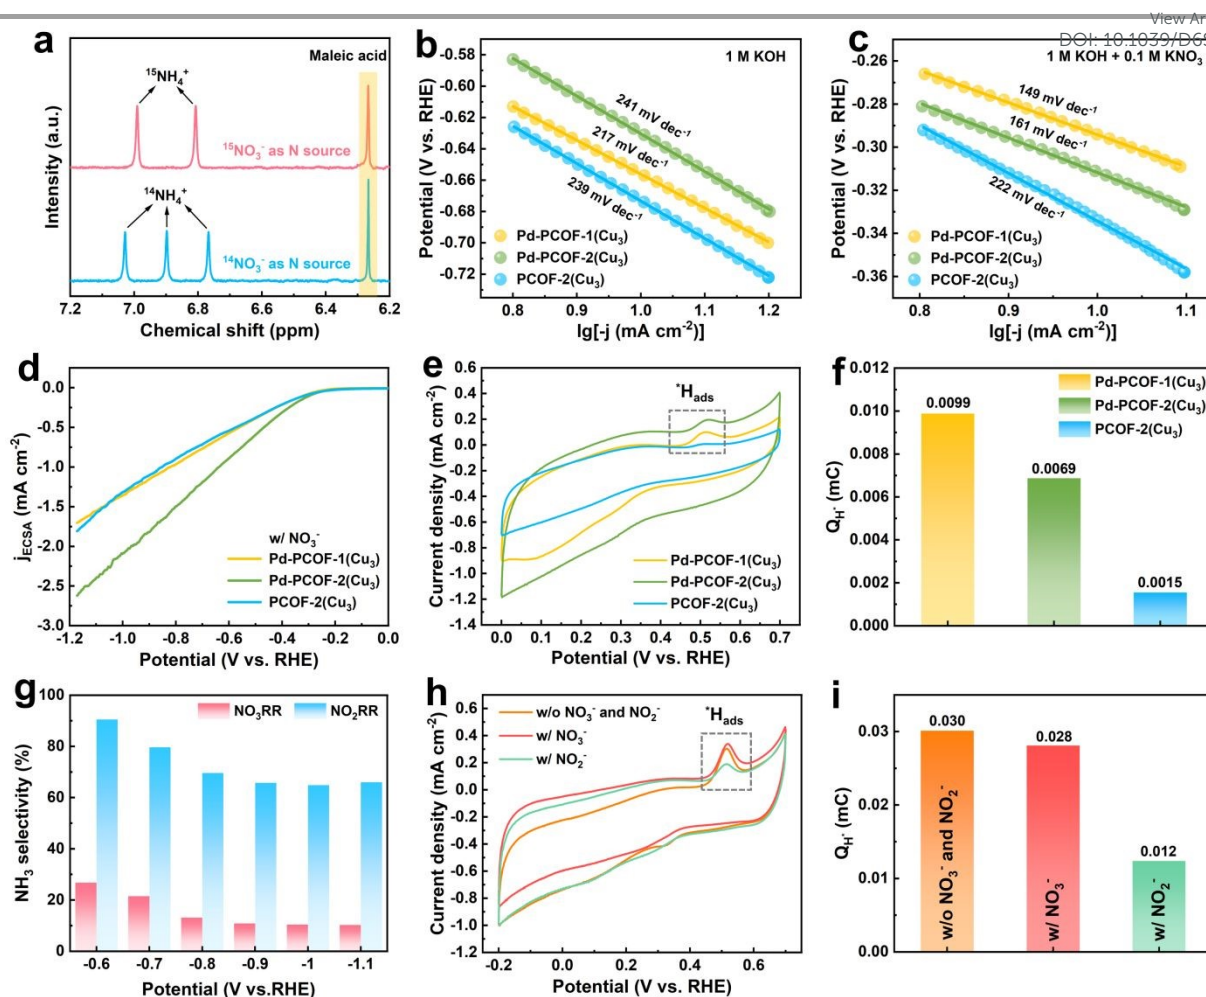 View Ar
DOI: 10.1039/D6S
a
Maleic acid
¹⁵NH₄⁺
¹⁵NO₃⁻ as N source
¹⁴NH₄⁺
¹⁴NO₃⁻ as N source
Intensity (a.u.)
7.2 7.0 6.8 6.6 6.4 6.2
Chemical shift (ppm)
b
1 M KOH
241 mV dec⁻¹
217 mV dec⁻¹
239 mV dec⁻¹
Pd-PCOF-1(Cu₃)
Pd-PCOF-2(Cu₃)
PCOF-2(Cu₃)
Potential (V vs. RHE)
-0.58
-0.60
-0.62
-0.64
-0.66
-0.68
-0.70
-0.72
0.8 0.9 1.0 1.1 1.2
lg[-j (mA cm⁻²)]
c
1 M KOH + 0.1 M KNO₃
149 mV dec⁻¹
161 mV dec⁻¹
222 mV dec⁻¹
Pd-PCOF-1(Cu₃)
Pd-PCOF-2(Cu₃)
PCOF-2(Cu₃)
Potential (V vs. RHE)
-0.26
-0.28
-0.30
-0.32
-0.34
-0.36
0.8 0.9 1.0 1.1
lg[-j (mA cm⁻²)]
d
w/ NO₃⁻
Pd-PCOF-1(Cu₃)
Pd-PCOF-2(Cu₃)
PCOF-2(Cu₃)
j_ECSA (mA cm⁻²)
0.0
-0.5
-1.0
-1.5
-2.0
-2.5
-3.0
-1.2 -1.0 -0.8 -0.6 -0.4 -0.2 0.0
Potential (V vs. RHE)
e
*H_ads
Pd-PCOF-1(Cu₃)
Pd-PCOF-2(Cu₃)
PCOF-2(Cu₃)
Current density (mA cm⁻²)
0.6
0.4
0.2
0.0
-0.2
-0.4
-0.6
-0.8
-1.0
-1.2
-1.4
0.0 0.1 0.2 0.3 0.4 0.5 0.6 0.7
Potential (V vs. RHE)
f
Pd-PCOF-1(Cu₃)
Pd-PCOF-2(Cu₃)
PCOF-2(Cu₃)
0.0099
0.0069
0.0015
Q_H* (mC)
0.012
0.010
0.008
0.006
0.004
0.002
0.000
g
NO₃RR NO₂RR
NH₃ selectivity (%)
100
80
60
40
20
0
-0.6 -0.7 -0.8 -0.9 -1 -1.1
Potential (V vs.RHE)
h
w/o NO₃⁻ and NO₂⁻
w/ NO₃⁻
w/ NO₂⁻
*H_ads
Current density (mA cm⁻²)
0.6
0.4
0.2
0.0
-0.2
-0.4
-0.6
-0.8
-1.0
-1.2
-0.2 0.0 0.2 0.4 0.6
Potential (V vs. RHE)
i
0.030
0.028
0.012
w/o NO₃⁻ and NO₂⁻
w/ NO₃⁻
w/ NO₂⁻
Q_H* (mC)
0.03
0.02
0.01
0.00